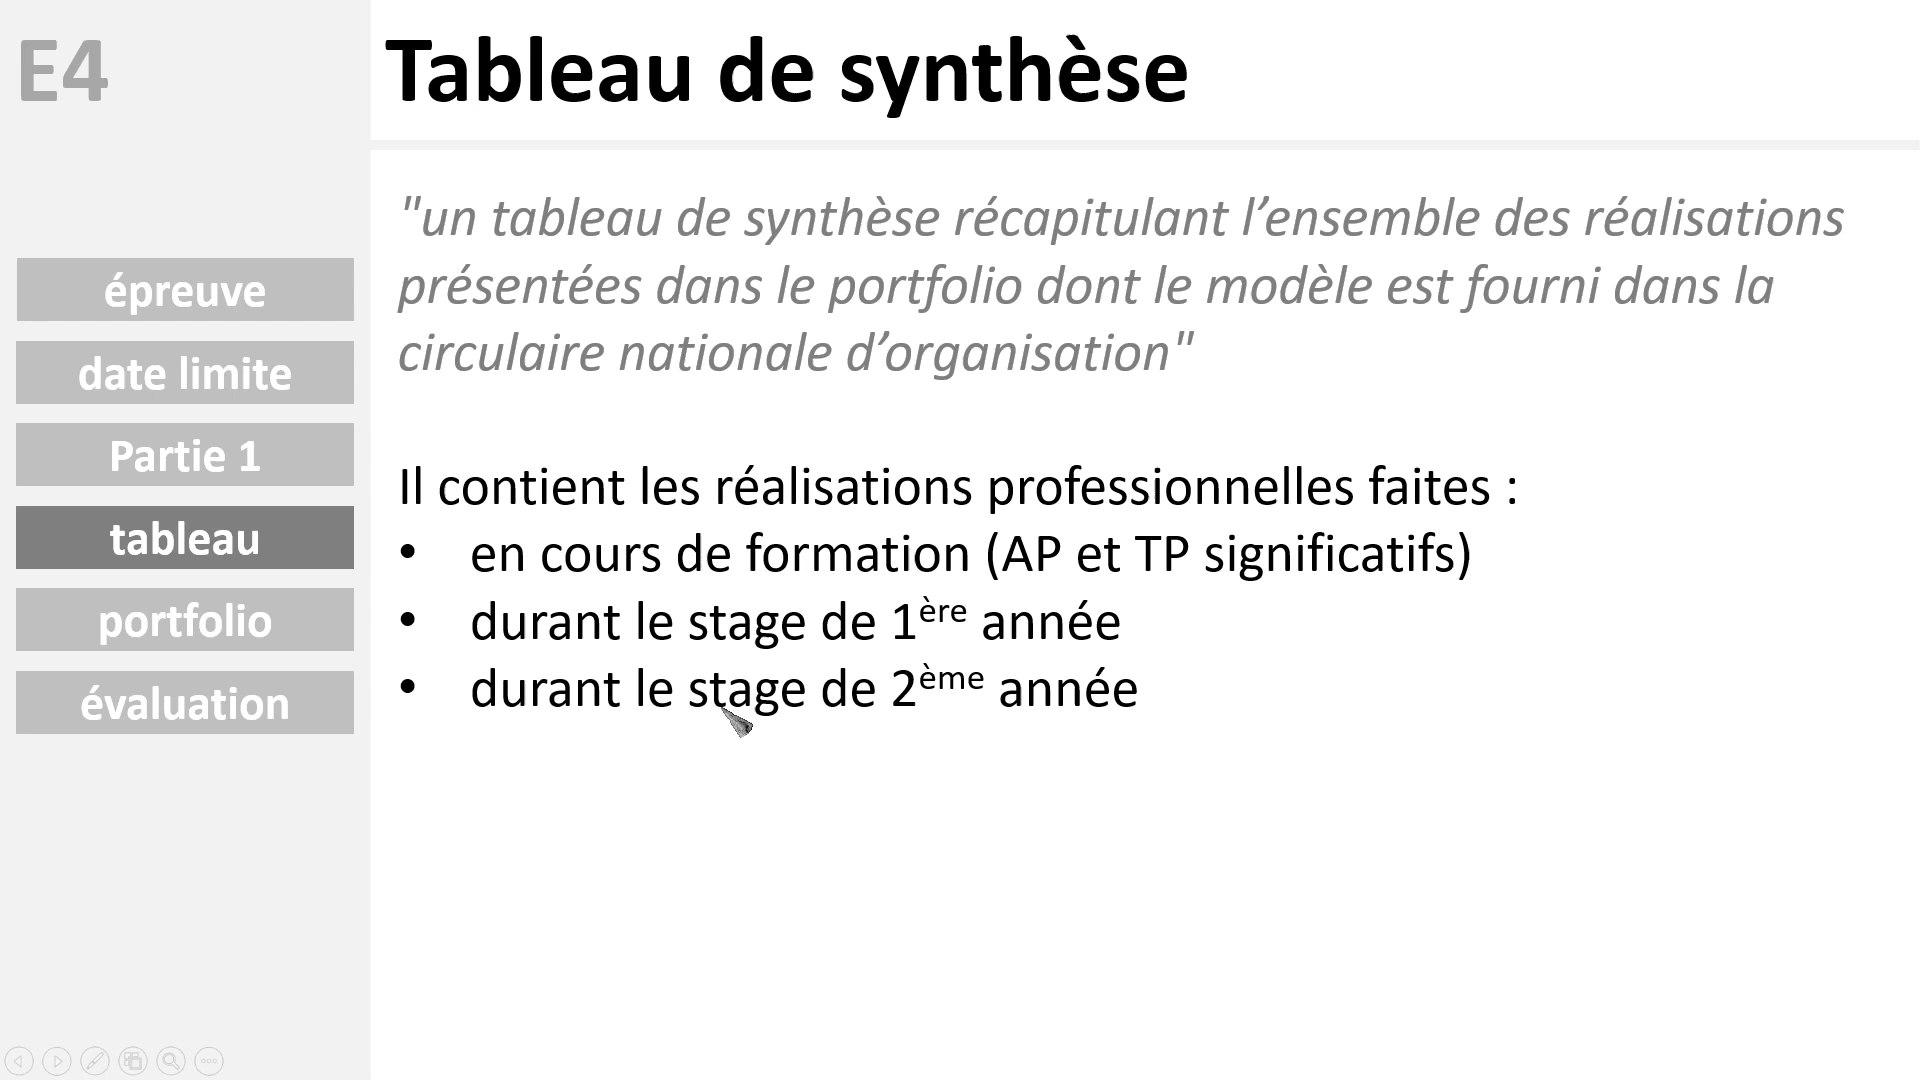 E4
Tableau de synthèse
épreuve
date limite
Partie 1
tableau
portfolio
évaluation
"un tableau de synthèse récapitulant l’ensemble des réalisations
présentées dans le portfolio dont le modèle est fourni dans la
circulaire nationale d’organisation"
Il contient les réalisations professionnelles faites :
• en cours de formation (AP et TP significatifs)
• durant le stage de 1ère année
• durant le stage de 2ème année